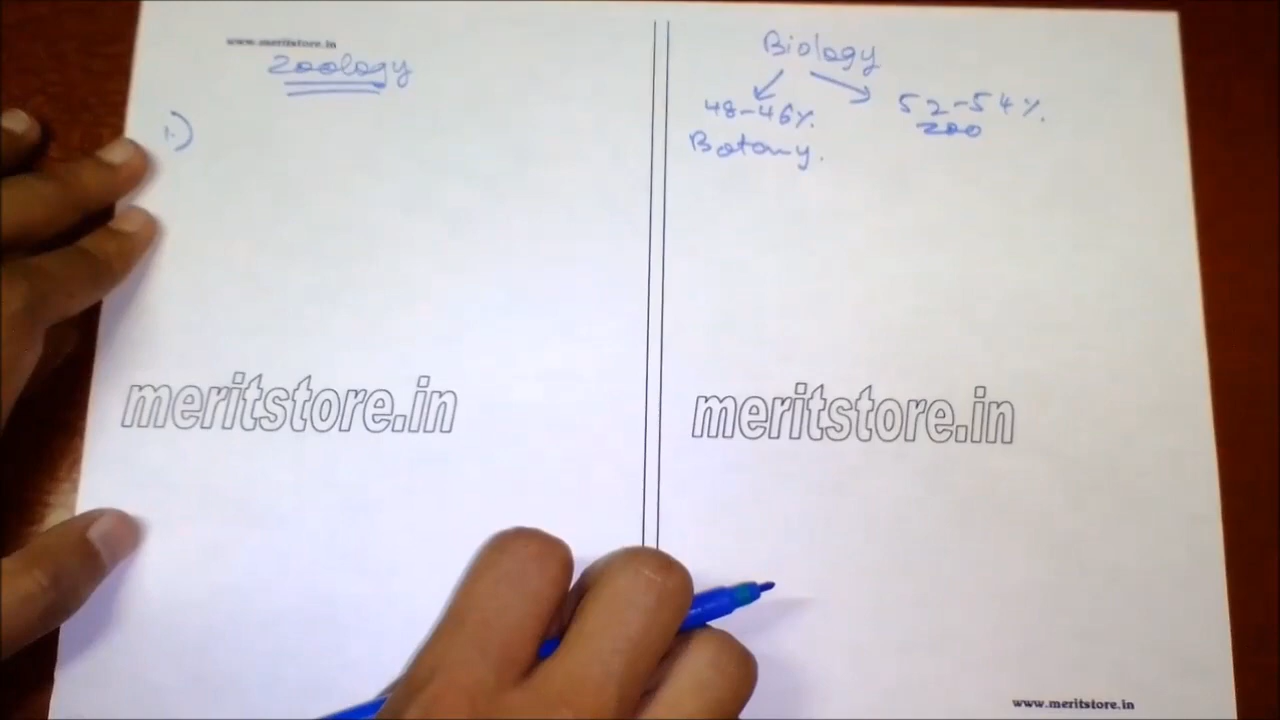 www.meritstore.in
Zoology
1.)
meritstore.in
Biology
48-46%. 52-54%.
Botany. Zoo
meritstore.in
www.meritstore.in